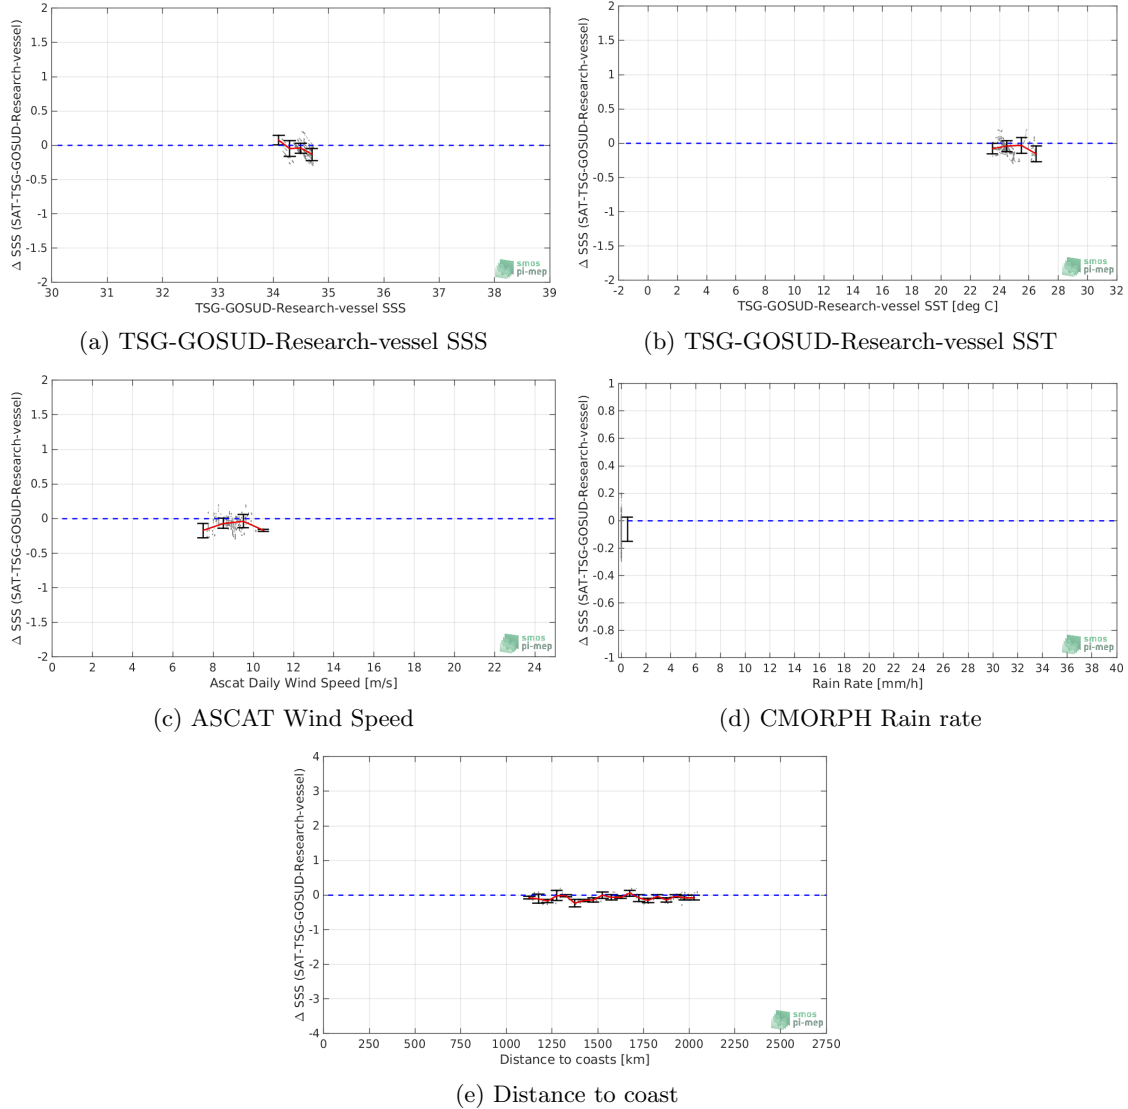 2
1.5
1
0.5
0
-0.5
-1
-1.5
-2
Δ SSS (SAT-TSG-GOSUD-Research-vessel)
30 31 32 33 34 35 36 37 38 39
TSG-GOSUD-Research-vessel SSS
smos
pi-mep
(a) TSG-GOSUD-Research-vessel SSS
2
1.5
1
0.5
0
-0.5
-1
-1.5
-2
Δ SSS (SAT-TSG-GOSUD-Research-vessel)
-2 0 2 4 6 8 10 12 14 16 18 20 22 24 26 28 30 32
TSG-GOSUD-Research-vessel SST [deg C]
smos
pi-mep
(b) TSG-GOSUD-Research-vessel SST
2
1.5
1
0.5
0
-0.5
-1
-1.5
-2
Δ SSS (SAT-TSG-GOSUD-Research-vessel)
0 2 4 6 8 10 12 14 16 18 20 22 24
Ascat Daily Wind Speed [m/s]
smos
pi-mep
(c) ASCAT Wind Speed
1
0.8
0.6
0.4
0.2
0
-0.2
-0.4
-0.6
-0.8
-1
Δ SSS (SAT-TSG-GOSUD-Research-vessel)
0 2 4 6 8 10 12 14 16 18 20 22 24 26 28 30 32 34 36 38 40
Rain Rate [mm/h]
smos
pi-mep
(d) CMORPH Rain rate
4
3
2
1
0
-1
-2
-3
-4
Δ SSS (SAT-TSG-GOSUD-Research-vessel)
0 250 500 750 1000 1250 1500 1750 2000 2250 2500 2750
Distance to coasts [km]
smos
pi-mep
(e) Distance to coast